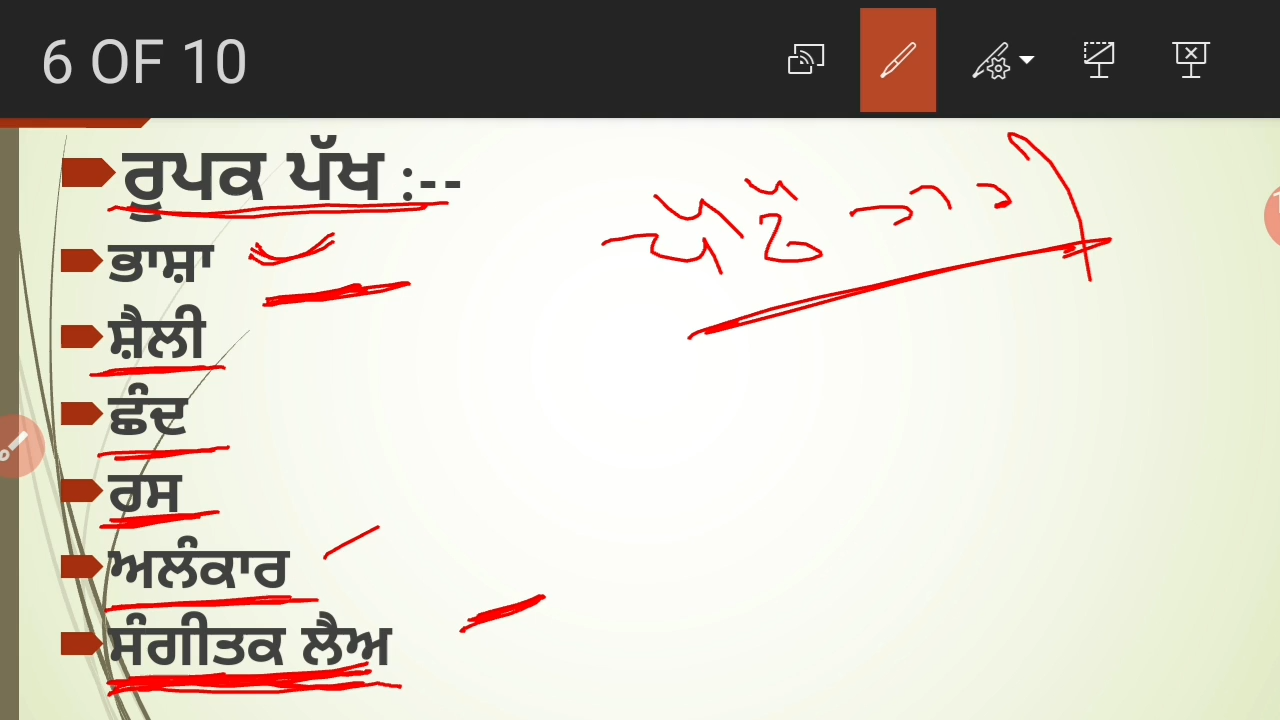 6 OF 10
ਰੂਪਕ ਪੱਖ :--
ਭਾਸ਼ਾ
ਸ਼ੈਲੀ
ਛੰਦ
ਰਸ
ਅਲੰਕਾਰ
ਸੰਗੀਤਕ ਲੈਅ